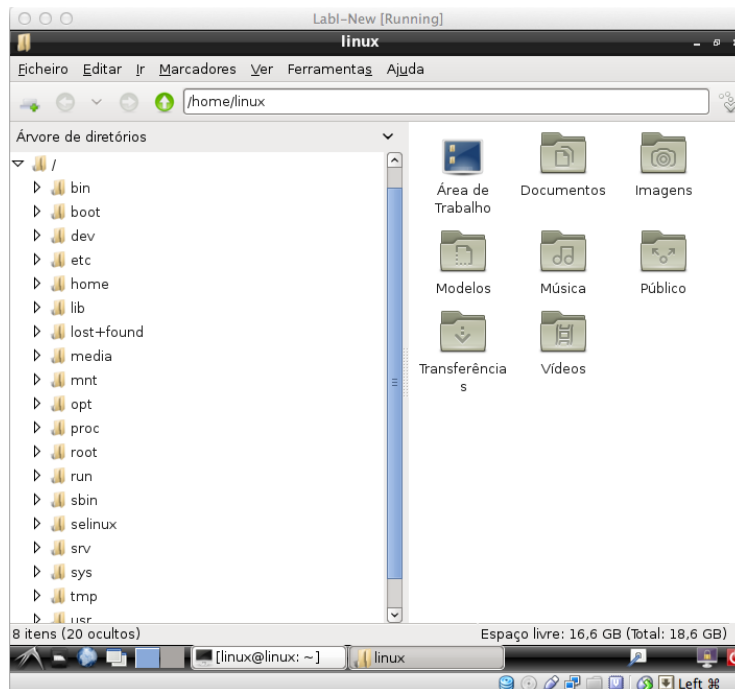 LabI-New [Running]
linux
Ficheiro Editar Ir Marcadores Ver Ferramentas Ajuda
/home/linux
Árvore de diretórios
/
bin
boot
dev
etc
home
lib
lost+found
media
mnt
opt
proc
root
run
sbin
selinux
srv
sys
tmp
usr
Área de
Trabalho
Documentos
Imagens
Modelos
Música
Público
Transferência
s
Vídeos
8 itens (20 ocultos)
Espaço livre: 16,6 GB (Total: 18,6 GB)
[linux@linux: ~]
linux
Left ⌘